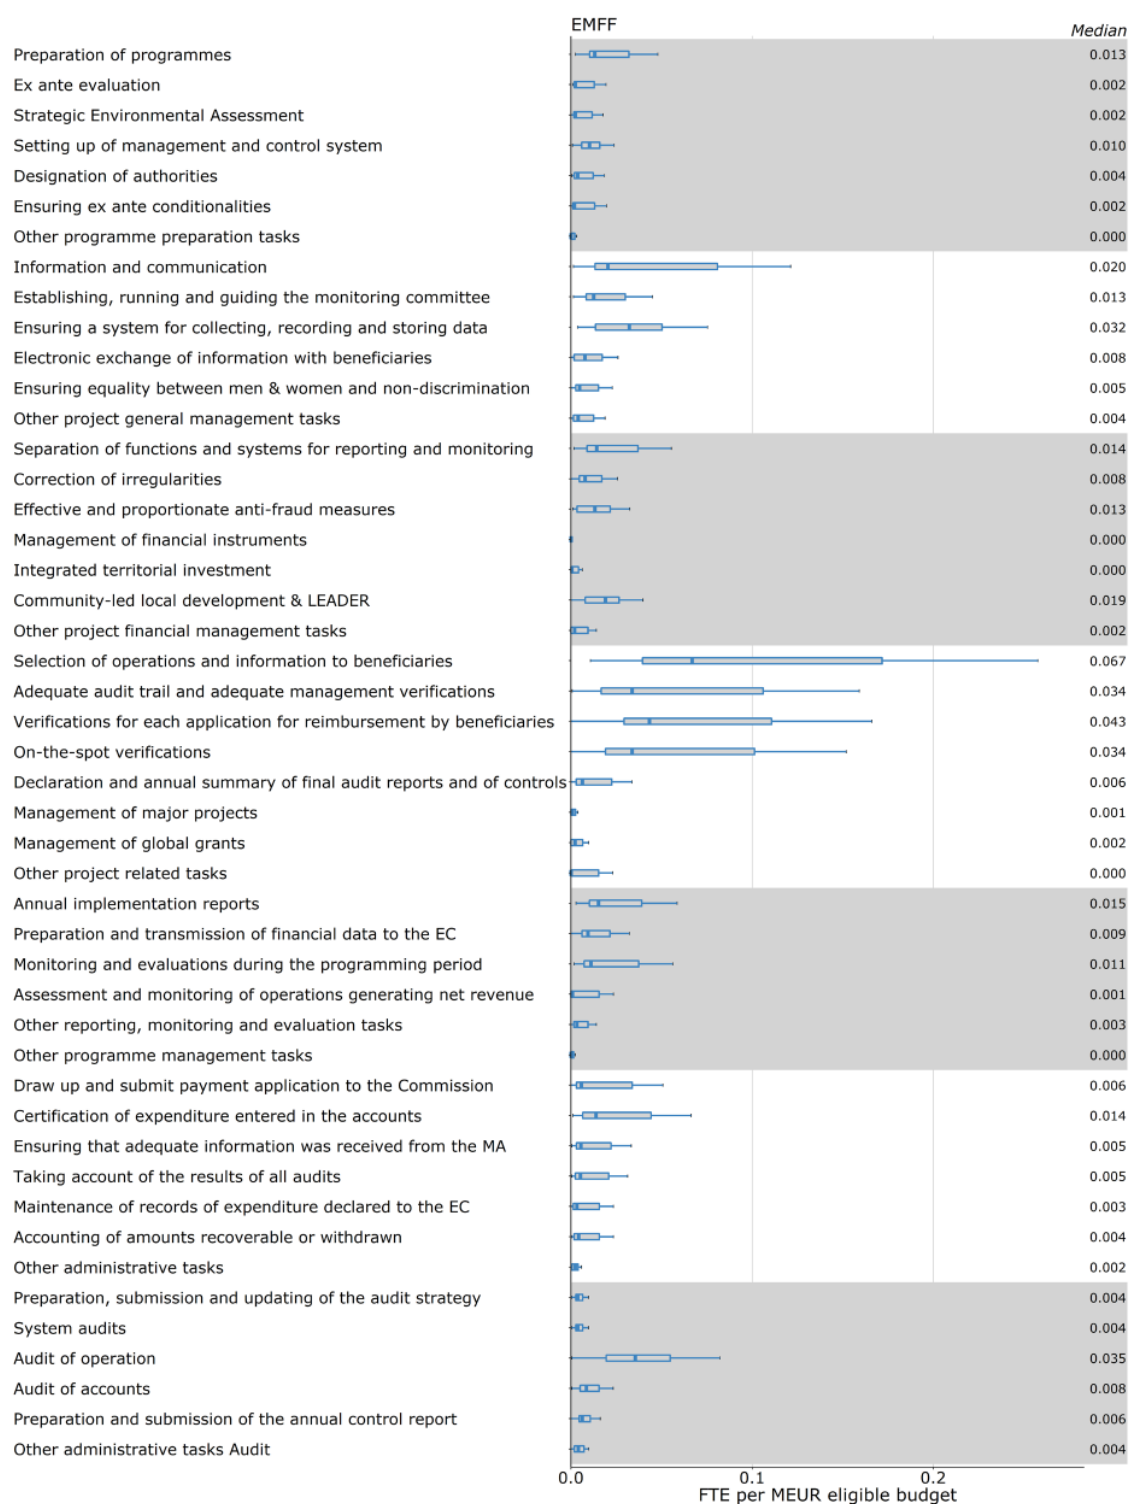 EMFF
Median
Preparation of programmes 0.013
Ex ante evaluation 0.002
Strategic Environmental Assessment 0.002
Setting up of management and control system 0.010
Designation of authorities 0.004
Ensuring ex ante conditionalities 0.002
Other programme preparation tasks 0.000
Information and communication 0.020
Establishing, running and guiding the monitoring committee 0.013
Ensuring a system for collecting, recording and storing data 0.032
Electronic exchange of information with beneficiaries 0.008
Ensuring equality between men & women and non-discrimination 0.005
Other project general management tasks 0.004
Separation of functions and systems for reporting and monitoring 0.014
Correction of irregularities 0.008
Effective and proportionate anti-fraud measures 0.013
Management of financial instruments 0.000
Integrated territorial investment 0.000
Community-led local development & LEADER 0.019
Other project financial management tasks 0.002
Selection of operations and information to beneficiaries 0.067
Adequate audit trail and adequate management verifications 0.034
Verifications for each application for reimbursement by beneficiaries 0.043
On-the-spot verifications 0.034
Declaration and annual summary of final audit reports and of controls 0.006
Management of major projects 0.001
Management of global grants 0.002
Other project related tasks 0.000
Annual implementation reports 0.015
Preparation and transmission of financial data to the EC 0.009
Monitoring and evaluations during the programming period 0.011
Assessment and monitoring of operations generating net revenue 0.001
Other reporting, monitoring and evaluation tasks 0.003
Other programme management tasks 0.000
Draw up and submit payment application to the Commission 0.006
Certification of expenditure entered in the accounts 0.014
Ensuring that adequate information was received from the MA 0.005
Taking account of the results of all audits 0.005
Maintenance of records of expenditure declared to the EC 0.003
Accounting of amounts recoverable or withdrawn 0.004
Other administrative tasks 0.002
Preparation, submission and updating of the audit strategy 0.004
System audits 0.004
Audit of operation 0.035
Audit of accounts 0.008
Preparation and submission of the annual control report 0.006
Other administrative tasks Audit 0.004
0.0 0.1 0.2
FTE per MEUR eligible budget